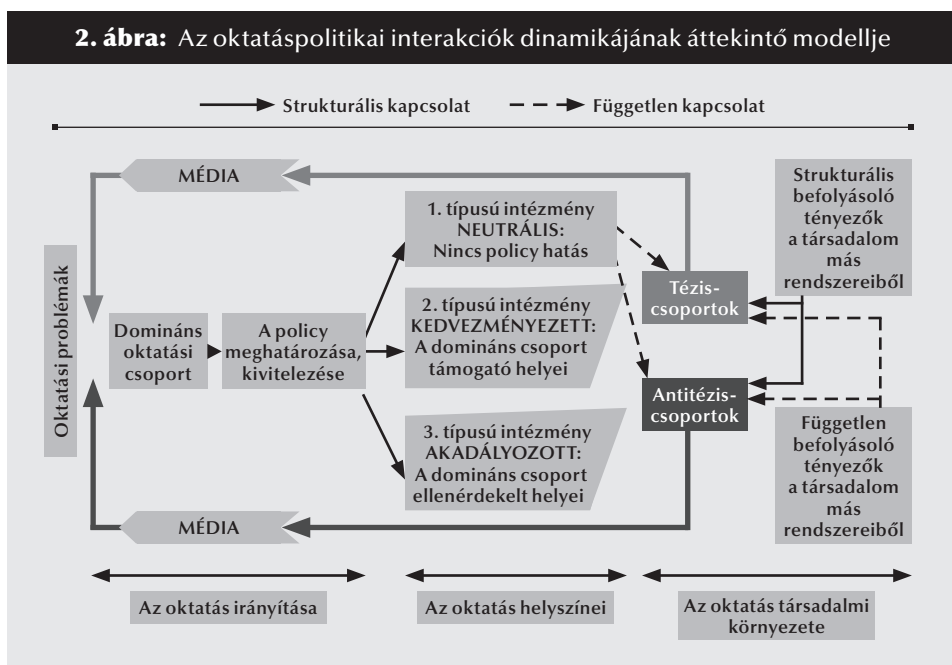 2. ábra: Az oktatáspolitikai interakciók dinamikájának áttekintő modellje
Strukturális kapcsolat
Független kapcsolat
MÉDIA
Oktatási problémák
Domináns
oktatási
csoport
A policy
meghatározása,
kivitelezése
1. típusú intézmény
NEUTRÁLIS:
Nincs policy hatás
2. típusú intézmény
KEDVEZMÉNYEZETT:
A domináns csoport
támogató helyei
3. típusú intézmény
AKADÁLYOZOTT:
A domináns csoport
ellenérdekelt helyei
Tézis-
csoportok
Antitézis-
csoportok
Strukturális
befolyásoló
tényezők
a társadalom
más
rendszereiből
Független
befolyásoló
tényezők
a társadalom
más
rendszereiből
MÉDIA
Az oktatás irányítása
Az oktatás helyszínei
Az oktatás társadalmi
környezete